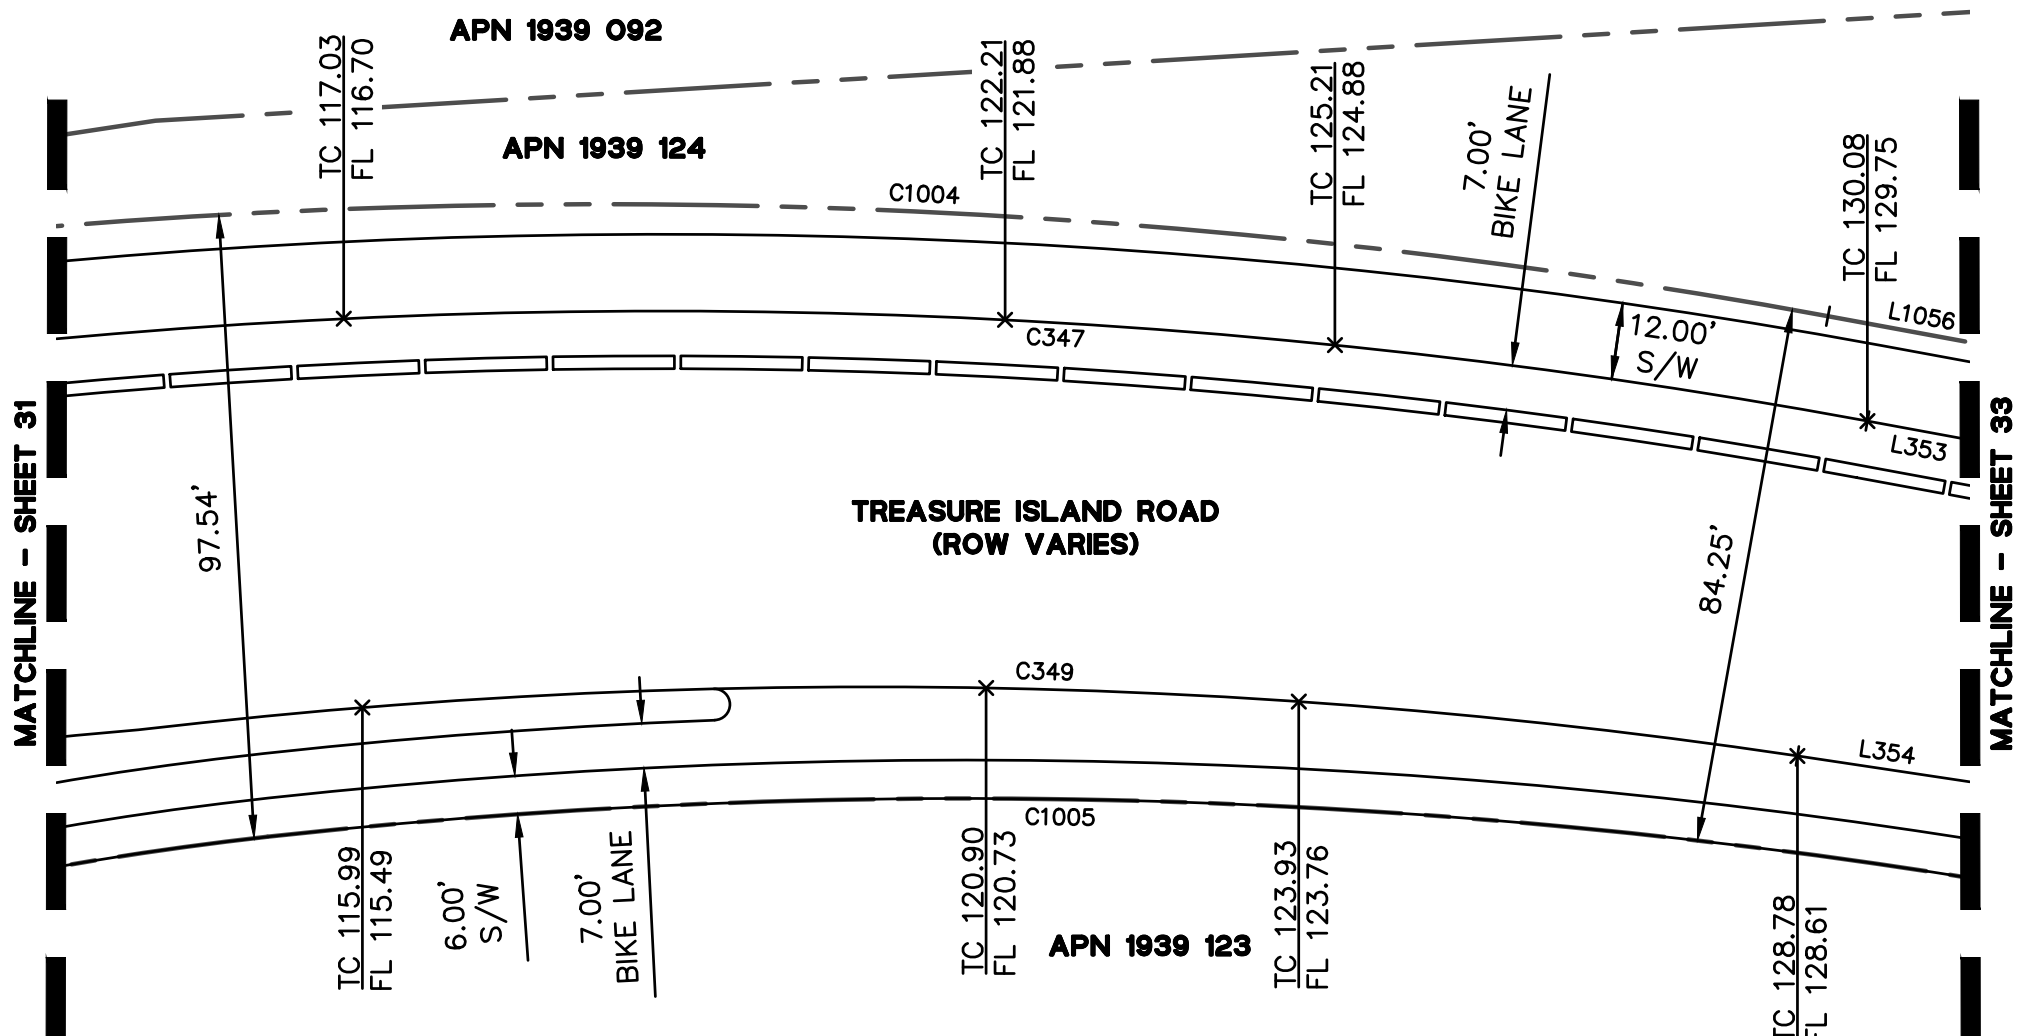 APN 1939 092
TC 117.03
FL 116.70
TC 122.21
FL 121.88
TC 125.21
FL 124.88
7.00'
BIKE LANE
TC 130.08
FL 129.75
APN 1939 124
C1004
L1056
12.00'
S/W
C347
L353
MATCHLINE - SHEET 31
MATCHLINE - SHEET 33
97.54'
TREASURE ISLAND ROAD
(ROW VARIES)
84.25'
C349
L354
C1005
TC 115.99
FL 115.49
6.00'
S/W
7.00'
BIKE LANE
TC 120.90
FL 120.73
TC 123.93
FL 123.76
APN 1939 123
TC 128.78
FL 128.61